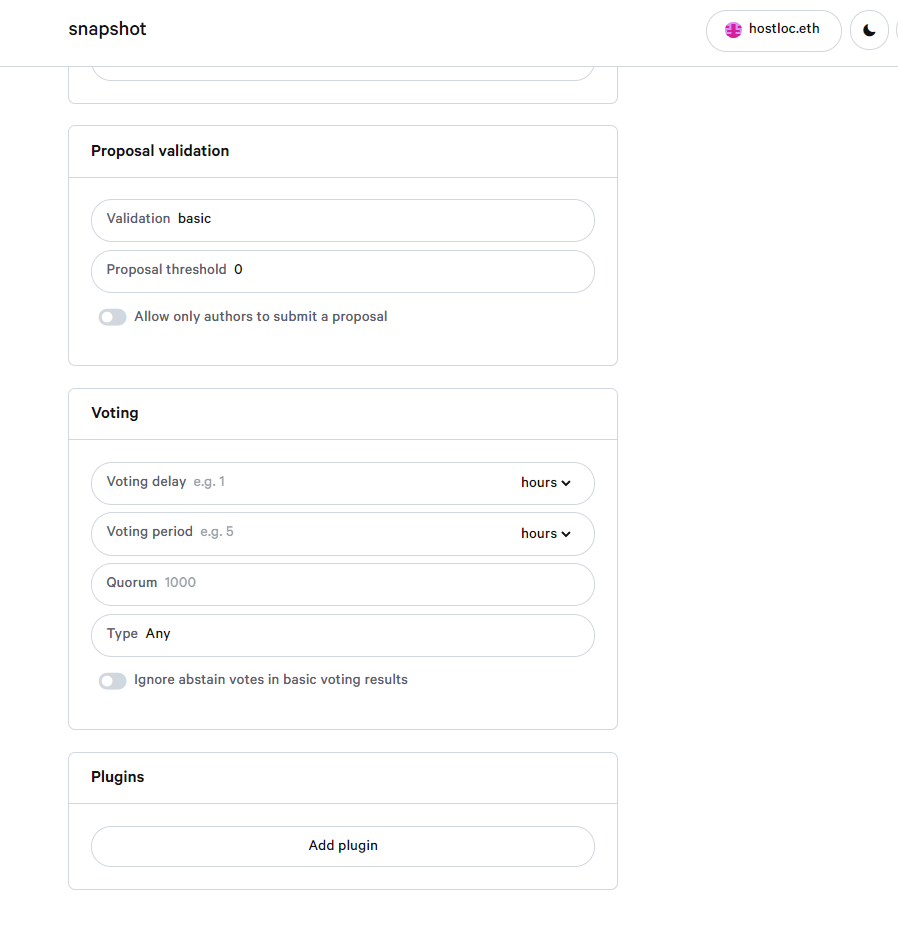 snapshot
hostloc.eth
Proposal validation
Validation basic
Proposal threshold 0
Allow only authors to submit a proposal
Voting
Voting delay e.g. 1 hours
Voting period e.g. 5 hours
Quorum 1000
Type Any
Ignore abstain votes in basic voting results
Plugins
Add plugin